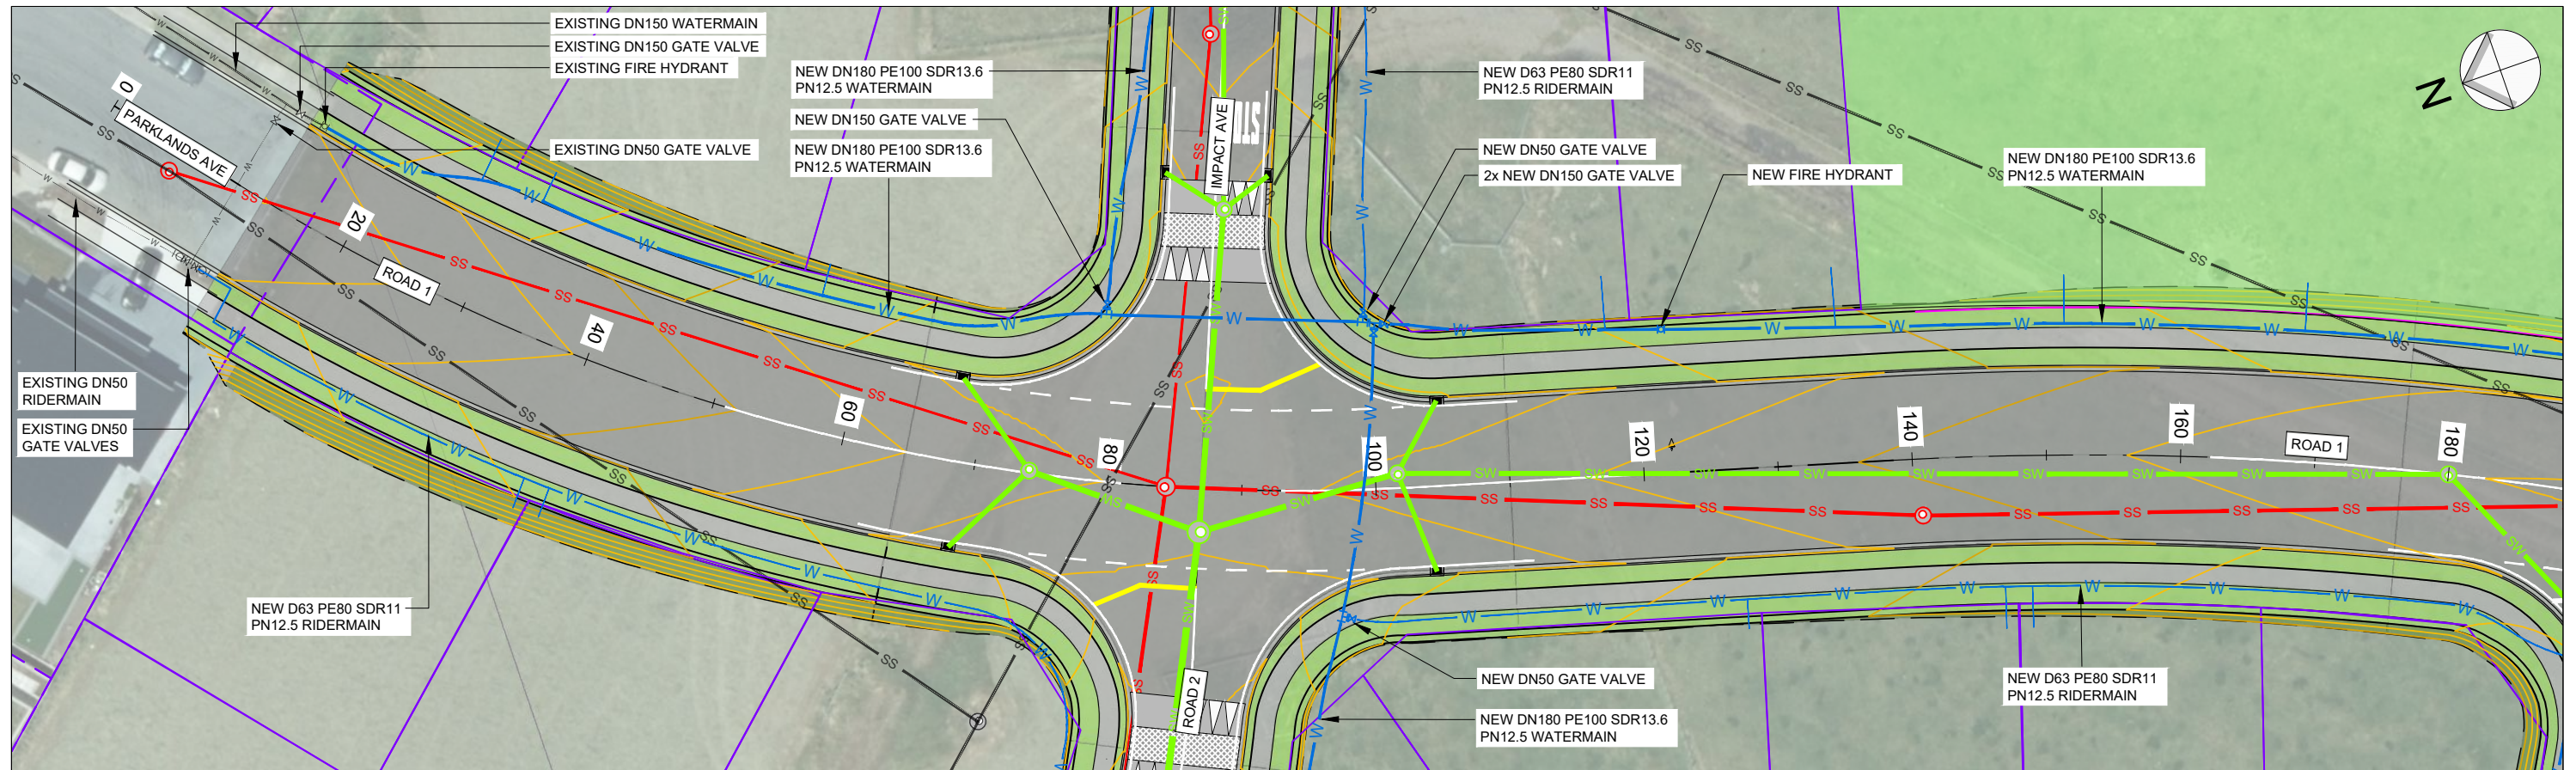 EXISTING DN150 WATERMAIN
EXISTING DN150 GATE VALVE
EXISTING FIRE HYDRANT
EXISTING DN50 GATE VALVE
NEW DN180 PE100 SDR13.6
PN12.5 WATERMAIN
NEW DN150 GATE VALVE
NEW DN180 PE100 SDR13.6
PN12.5 WATERMAIN
NEW D63 PE80 SDR11
PN12.5 RIDERMAIN
NEW DN50 GATE VALVE
2x NEW DN150 GATE VALVE
NEW FIRE HYDRANT
NEW DN180 PE100 SDR13.6
PN12.5 WATERMAIN
N
PARKLANDS AVE
IMPACT AVE
ROAD 1
ROAD 1
ROAD 2
0
20
40
60
80
100
120
140
160
180
EXISTING DN50
RIDERMAIN
EXISTING DN50
GATE VALVES
NEW D63 PE80 SDR11
PN12.5 RIDERMAIN
NEW DN50 GATE VALVE
NEW DN180 PE100 SDR13.6
PN12.5 WATERMAIN
NEW D63 PE80 SDR11
PN12.5 RIDERMAIN
SS
SW
W